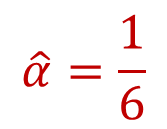 α̂ = 1/6